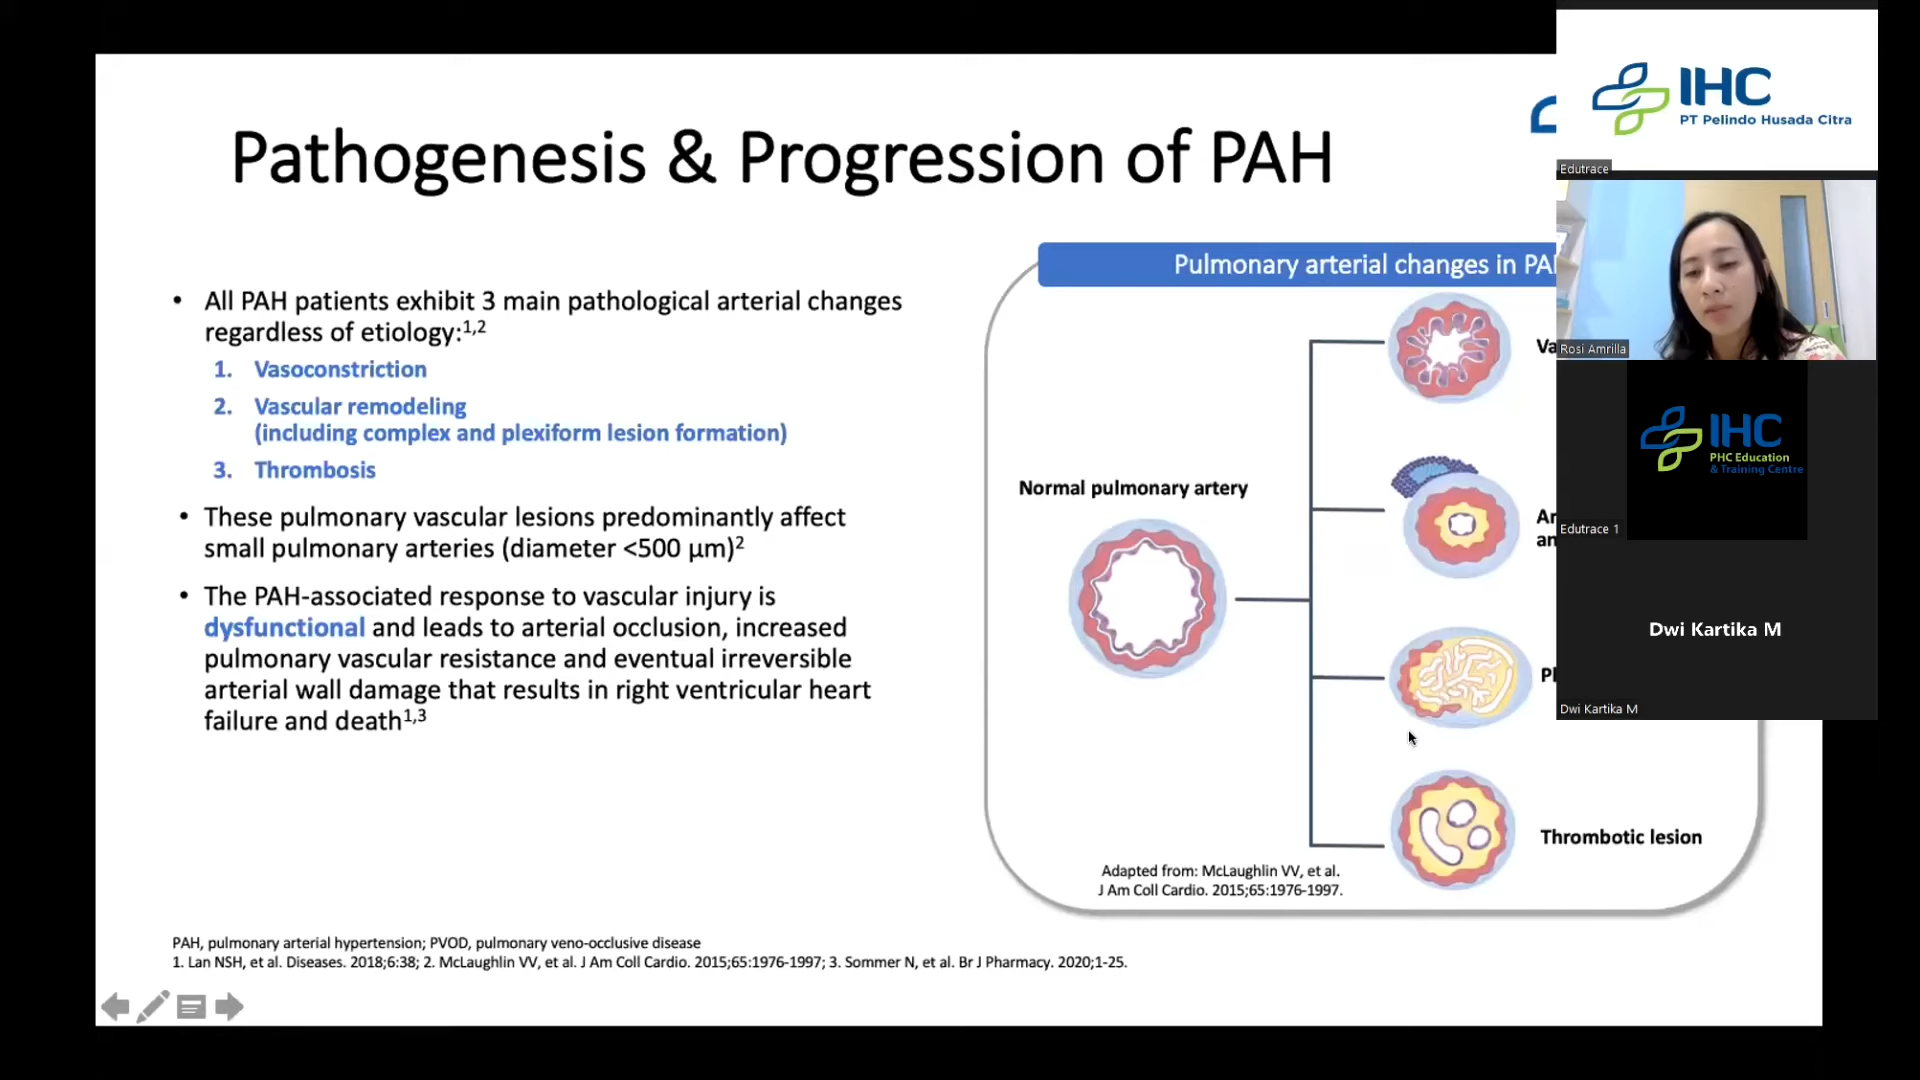 Pathogenesis & Progression of PAH
• All PAH patients exhibit 3 main pathological arterial changes
regardless of etiology:1,2
1. Vasoconstriction
2. Vascular remodeling
(including complex and plexiform lesion formation)
3. Thrombosis
• These pulmonary vascular lesions predominantly affect
small pulmonary arteries (diameter <500 µm)2
• The PAH-associated response to vascular injury is
dysfunctional and leads to arterial occlusion, increased
pulmonary vascular resistance and eventual irreversible
arterial wall damage that results in right ventricular heart
failure and death1,3
Pulmonary arterial changes in
Normal pulmonary artery
Thrombotic lesion
Adapted from: McLaughlin VV, et al.
J Am Coll Cardio. 2015;65:1976-1997.
PAH, pulmonary arterial hypertension; PVOD, pulmonary veno-occlusive disease
1. Lan NSH, et al. Diseases. 2018;6:38; 2. McLaughlin VV, et al. J Am Coll Cardio. 2015;65:1976-1997; 3. Sommer N, et al. Br J Pharmacy. 2020;1-25.
IHC
PT Pelindo Husada Citra
Edutrace
Rosi Amrilla
IHC
PHC Education
& Training Centre
Edutrace 1
Dwi Kartika M
Dwi Kartika M